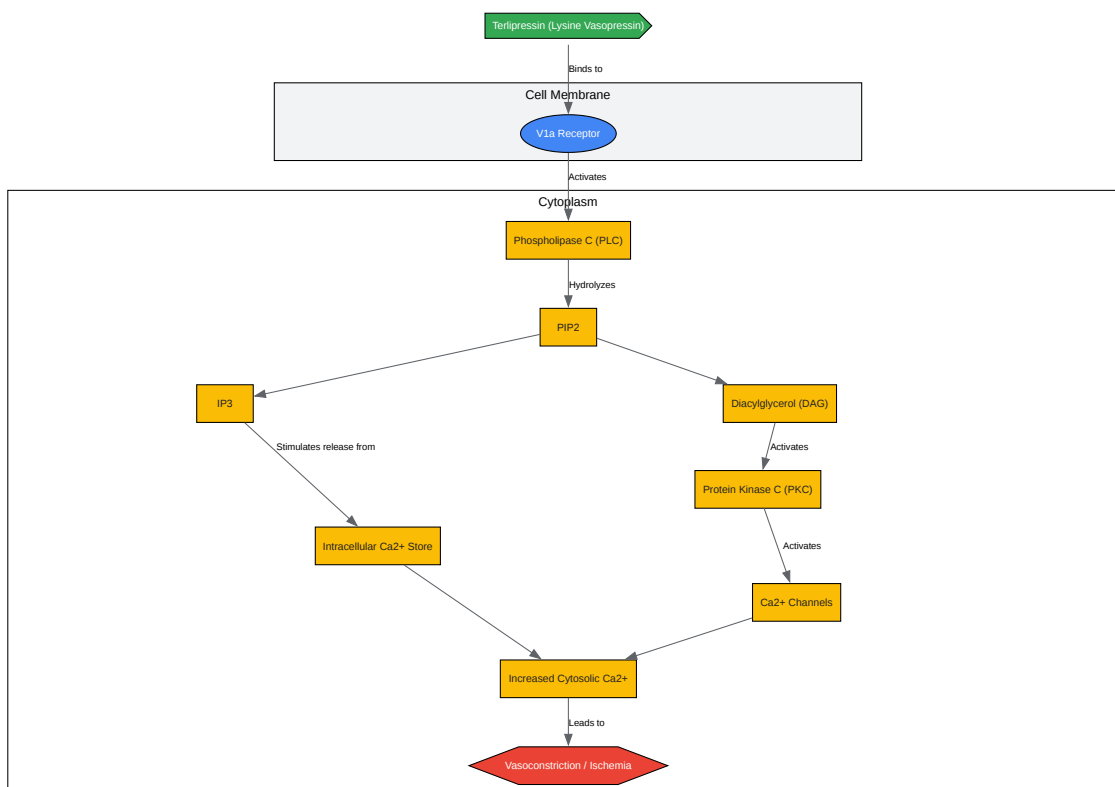 Terlipressin (Lysine Vasopressin)
Binds to
Cell Membrane
V1a Receptor
Activates
Cytoplasm
Phospholipase C (PLC)
Hydrolyzes
PIP2
IP3
Diacylglycerol (DAG)
Stimulates release from
Activates
Protein Kinase C (PKC)
Intracellular Ca2+ Store
Activates
Ca2+ Channels
Increased Cytosolic Ca2+
Leads to
Vasoconstriction / Ischemia